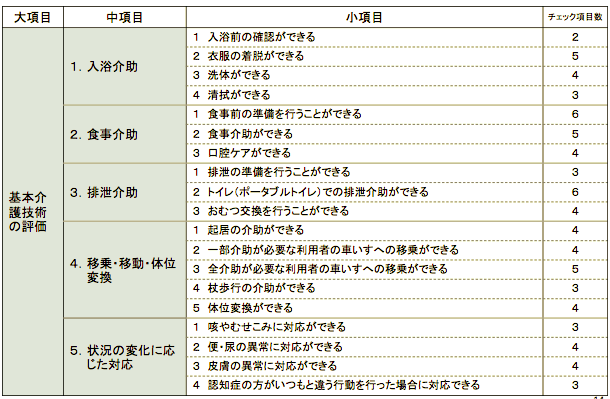 大項目 中項目 小項目 チェック項目数
基本介護技術の評価
1．入浴介助
1 入浴前の確認ができる 2
2 衣服の着脱ができる 5
3 洗体ができる 4
4 清拭ができる 3
2．食事介助
1 食事前の準備を行うことができる 6
2 食事介助ができる 5
3 口腔ケアができる 4
3．排泄介助
1 排泄の準備を行うことができる 3
2 トイレ(ポータブルトイレ)での排泄介助ができる 6
3 おむつ交換を行うことができる 4
4．移乗・移動・体位変換
1 起居の介助ができる 4
2 一部介助が必要な利用者の車いすへの移乗ができる 4
3 全介助が必要な利用者の車いすへの移乗ができる 5
4 杖歩行の介助ができる 3
5 体位変換ができる 4
5．状況の変化に応じた対応
1 咳やむせこみに対応ができる 3
2 便・尿の異常に対応ができる 4
3 皮膚の異常に対応ができる 4
4 認知症の方がいつもと違う行動を行った場合に対応できる 3